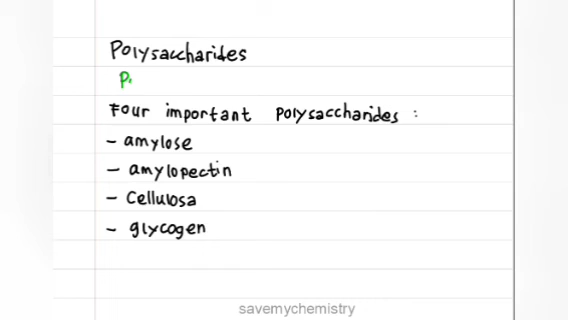 Polysaccharides
P
Four important polysaccharides :
- amylose
- amylopectin
- Cellulosa
- glycogen
savemychemistry